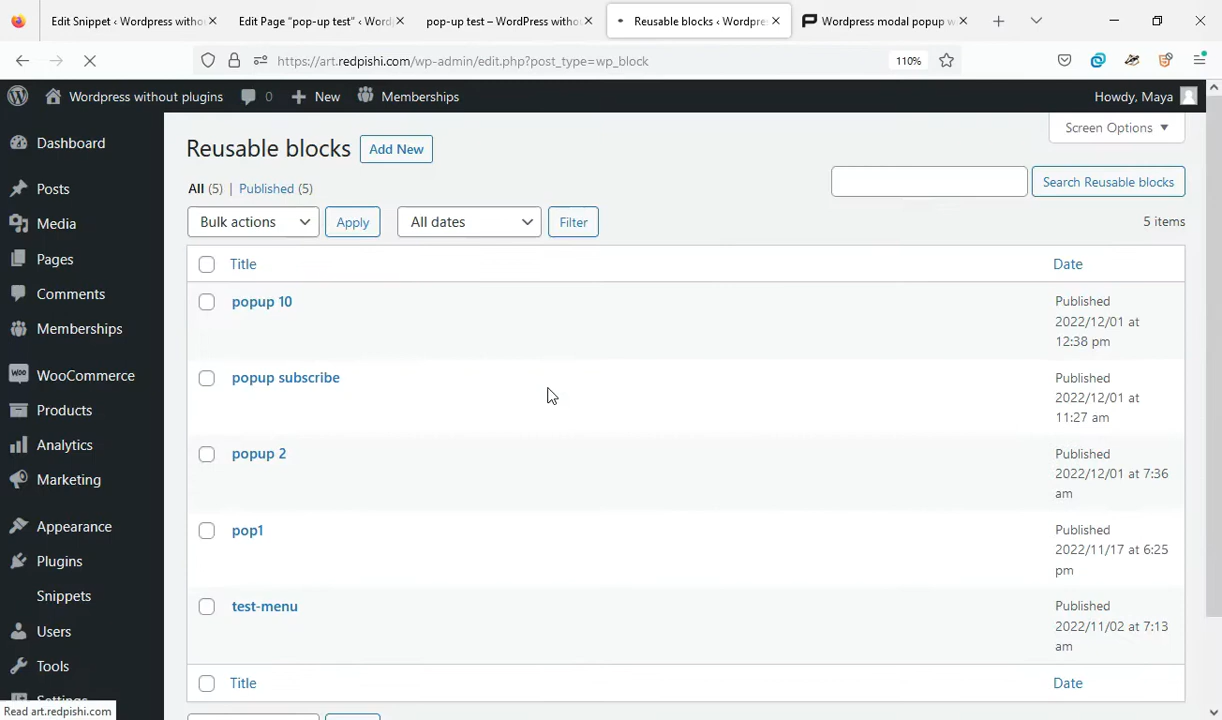 Edit Snippet ‹ Wordpress witho
Edit Page "pop-up test" ‹ Word
pop-up test – WordPress withou
Reusable blocks ‹ Wordpre
Wordpress modal popup w
https://art.redpishi.com/wp-admin/edit.php?post_type=wp_block
110%
Wordpress without plugins
0
New
Memberships
Howdy, Maya
Dashboard
Posts
Media
Pages
Comments
Memberships
WooCommerce
Products
Analytics
Marketing
Appearance
Plugins
Snippets
Users
Tools
Settings
Read art.redpishi.com
Screen Options
Reusable blocks
Add New
All (5) | Published (5)
Search Reusable blocks
Bulk actions
Apply
All dates
Filter
5 items
Title
Date
popup 10
Published
2022/12/01 at
12:38 pm
popup subscribe
Published
2022/12/01 at
11:27 am
popup 2
Published
2022/12/01 at 7:36
am
pop1
Published
2022/11/17 at 6:25
pm
test-menu
Published
2022/11/02 at 7:13
am
Title
Date